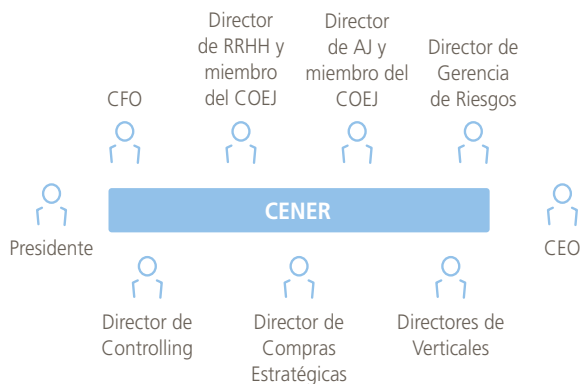 CFO
Director
de RRHH y
miembro
del COEJ
Director
de AJ y
miembro del
COEJ
Director de
Gerencia
de Riesgos
Presidente
CENER
CEO
Director de
Controlling
Director de
Compras
Estratégicas
Directores de
Verticales